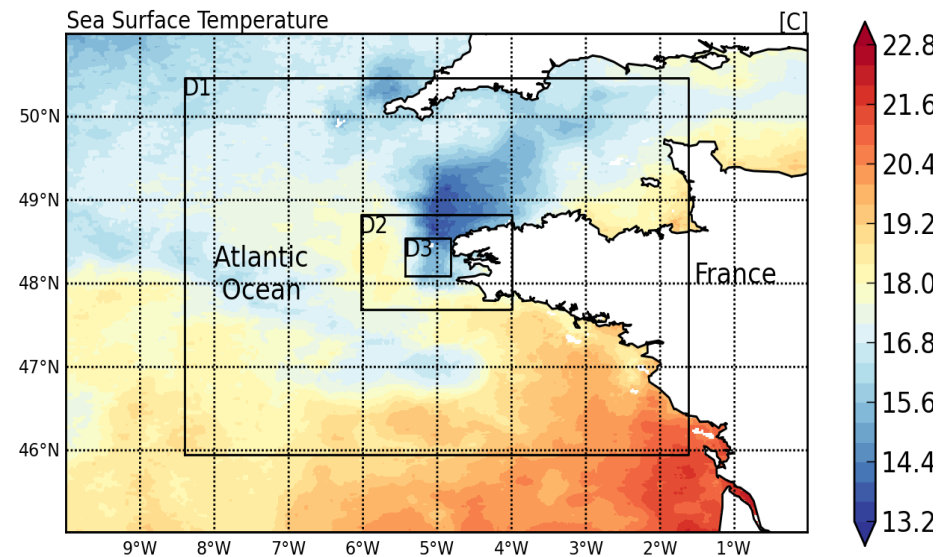 Sea Surface Temperature
[C]
D1
D2
D3
Atlantic
Ocean
France
50°N
49°N
48°N
47°N
46°N
9°W
8°W
7°W
6°W
5°W
4°W
3°W
2°W
1°W
22.8
21.6
20.4
19.2
18.0
16.8
15.6
14.4
13.2